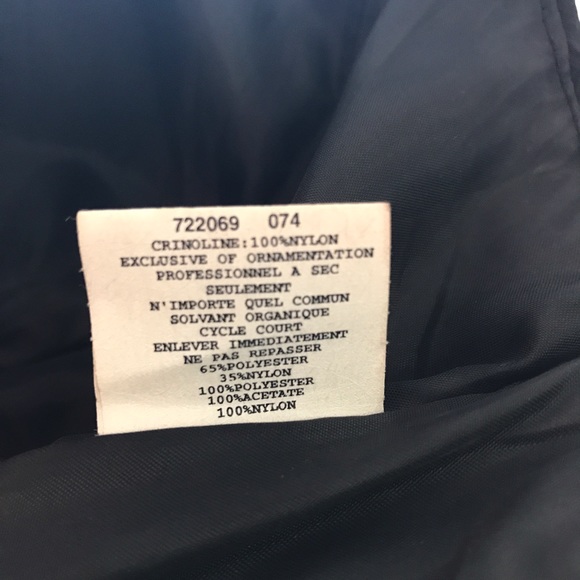 722069 074
CRINOLINE:100%NYLON
EXCLUSIVE OF ORNAMENTATION
PROFESSIONNEL A SEC
SEULEMENT
N'IMPORTE QUEL COMMUN
SOLVANT ORGANIQUE
CYCLE COURT
ENLEVER IMMEDIATEMENT
NE PAS REPASSER
65%POLYESTER
35%NYLON
100%POLYESTER
100%ACETATE
100%NYLON